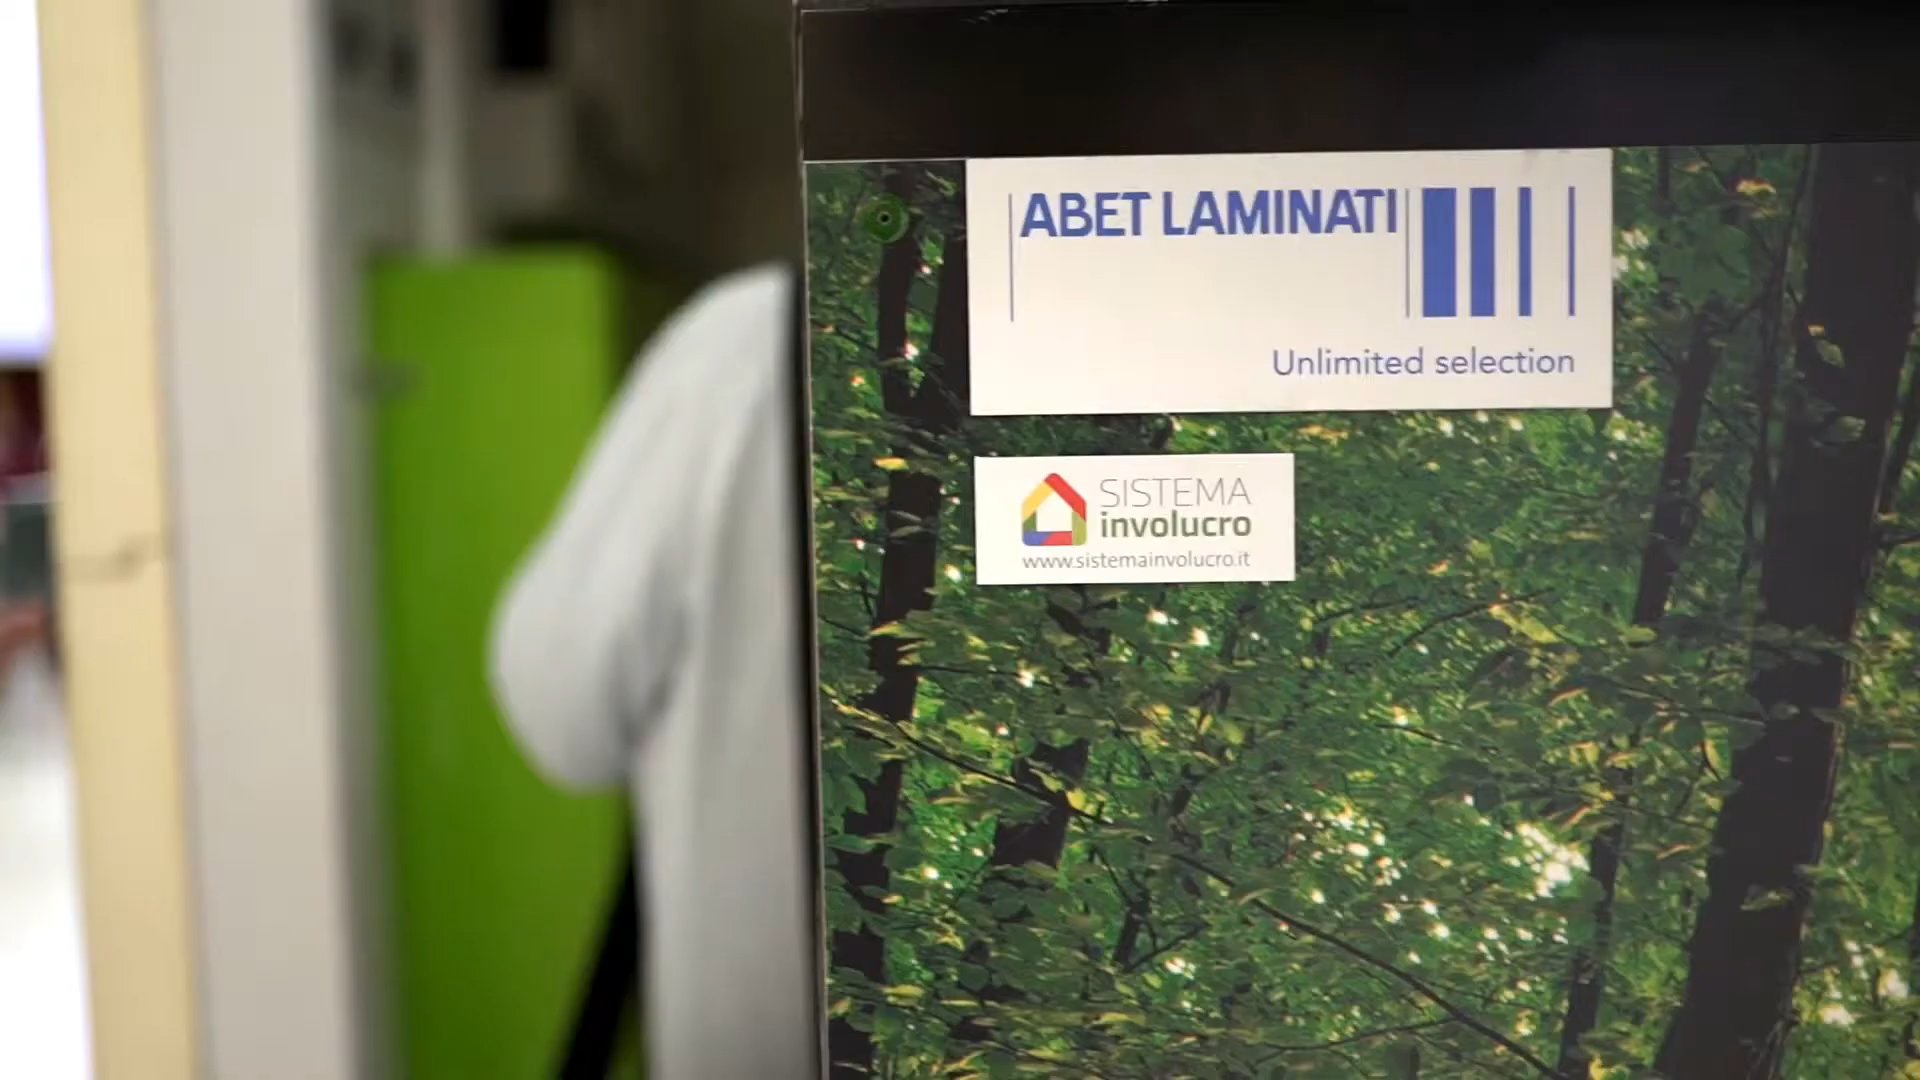 ABET LAMINATI
Unlimited selection
SISTEMA
involucro
www.sistemainvolucro.it